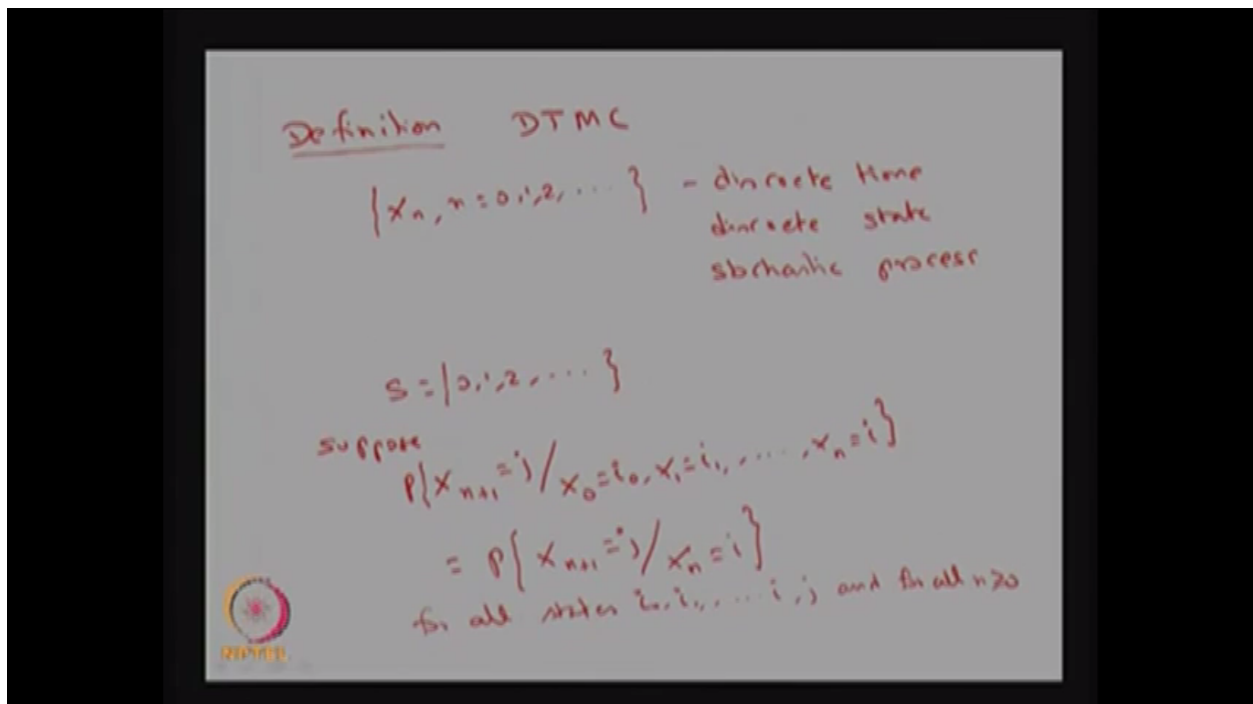 Definition DTMC
{Xn, n=0,1,2, ... } - discrete time
discrete state
stochastic process
S = {0,1,2, ... }
suppose
P{Xn+1 = j / X0=i0, X1=i1, ..., Xn=i}
= P{Xn+1 = j / Xn=i}
for all states i0, i1, ... i, j and for all n≥0
NPTEL